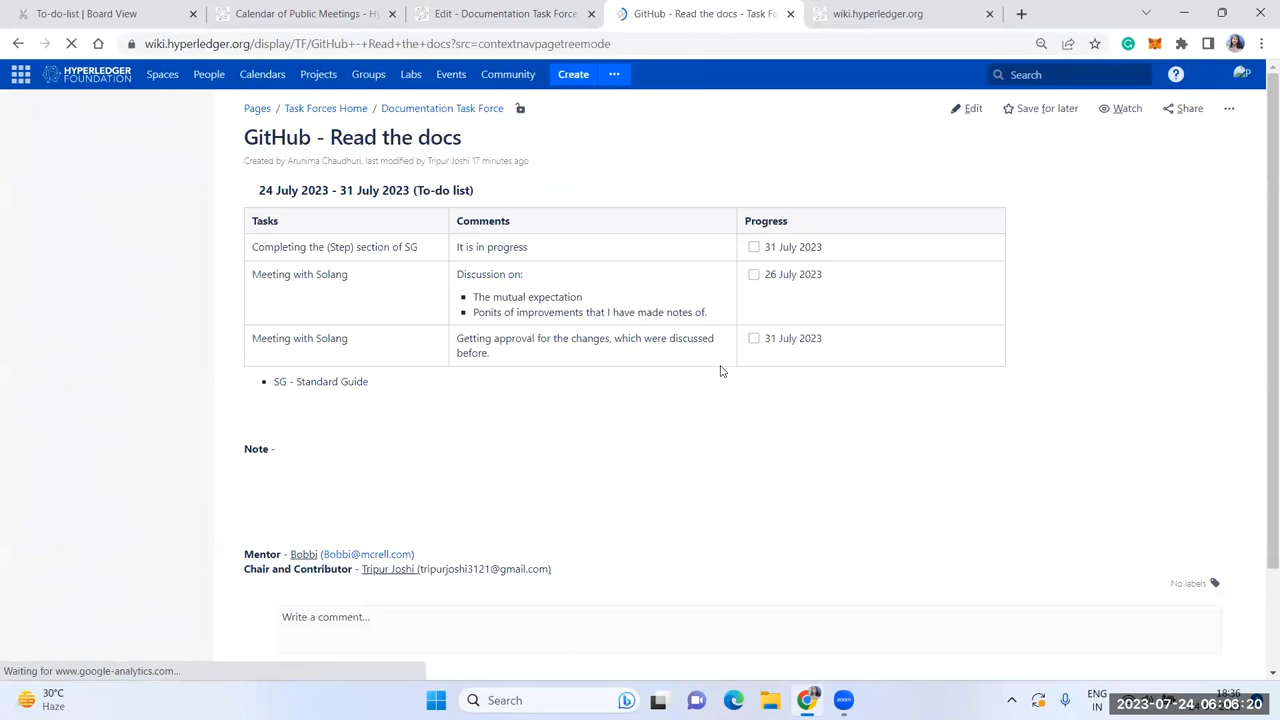 To-do-list | Board View
Calendar of Public Meetings - Hy
Edit - Documentation Task Force
GitHub - Read the docs - Task Fo
wiki.hyperledger.org
wiki.hyperledger.org/display/TF/GitHub+-+Read+the+docs?src=contextnavpagetreemode
HYPERLEDGER
FOUNDATION
Spaces People Calendars Projects Groups Labs Events Community Create ... Search
Pages / Task Forces Home / Documentation Task Force
Edit Save for later Watch Share ...
GitHub - Read the docs
Created by Arunima Chaudhuri, last modified by Tripur Joshi 17 minutes ago
24 July 2023 - 31 July 2023 (To-do list)
Tasks Comments Progress
Completing the (Step) section of SG It is in progress 31 July 2023
Meeting with Solang Discussion on: 26 July 2023
The mutual expectation
Ponits of improvements that I have made notes of.
Meeting with Solang Getting approval for the changes, which were discussed 31 July 2023
before.
SG - Standard Guide
Note -
Mentor - Bobbi (Bobbi@mcrell.com)
Chair and Contributor - Tripur Joshi (tripurjoshi3121@gmail.com)
No labels
Write a comment...
Waiting for www.google-analytics.com...
30°C
Haze
Search
ENG
IN
18:36
2023-07-24 06:06:20